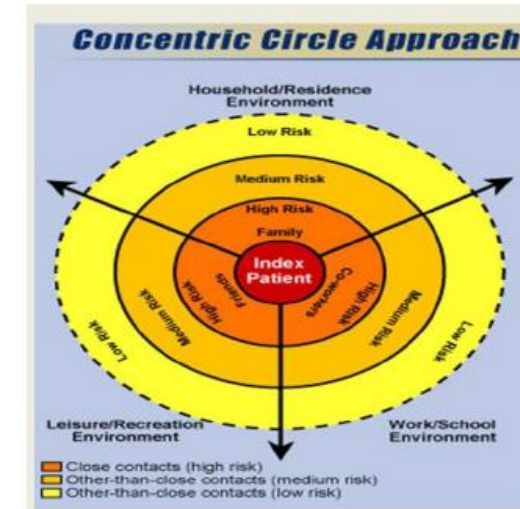 Concentric Circle Approach
Household/Residence
Environment
Low Risk
Medium Risk
High Risk
Family
Index
Patient
Friends
High Risk
Co-workers
High Risk
Medium Risk
Medium Risk
Low Risk
Low Risk
Leisure/Recreation
Environment
Work/School
Environment
Close contacts (high risk)
Other-than-close contacts (medium risk)
Other-than-close contacts (low risk)